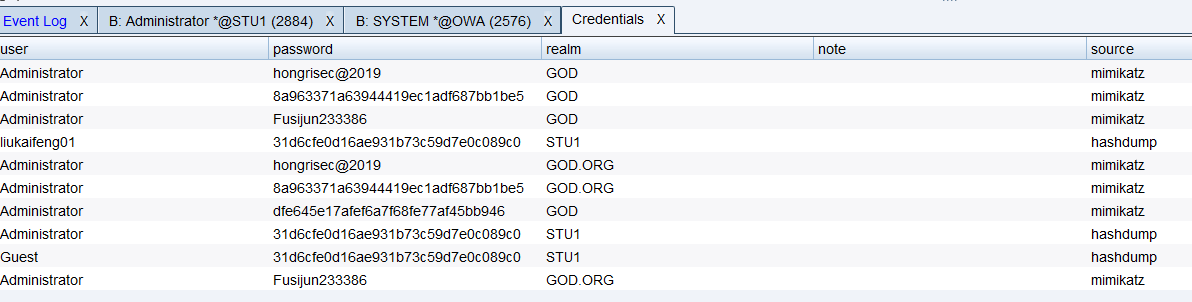 Event Log X B: Administrator *@STU1 (2884) X B: SYSTEM *@OWA (2576) X Credentials X
user password realm note source
Administrator hongrisec@2019 GOD mimikatz
Administrator 8a963371a63944419ec1adf687bb1be5 GOD mimikatz
Administrator Fusijun233386 GOD mimikatz
liukaifeng01 31d6cfe0d16ae931b73c59d7e0c089c0 STU1 hashdump
Administrator hongrisec@2019 GOD.ORG mimikatz
Administrator 8a963371a63944419ec1adf687bb1be5 GOD.ORG mimikatz
Administrator dfe645e17afef6a7f68fe77af45bb946 GOD mimikatz
Administrator 31d6cfe0d16ae931b73c59d7e0c089c0 STU1 hashdump
Guest 31d6cfe0d16ae931b73c59d7e0c089c0 STU1 hashdump
Administrator Fusijun233386 GOD.ORG mimikatz